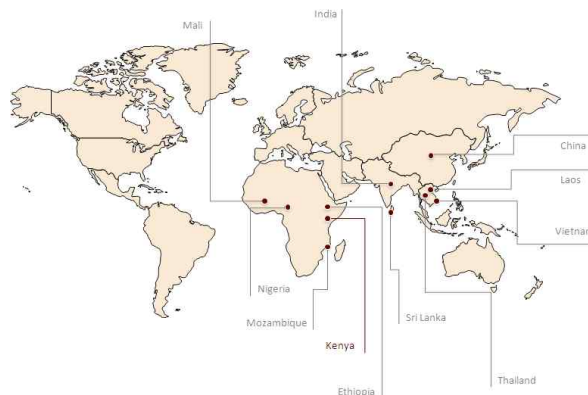 India
Mali
China
Laos
Vietnam
Nigeria
Sri Lanka
Mozambique
Kenya
Thailand
Ethiopia